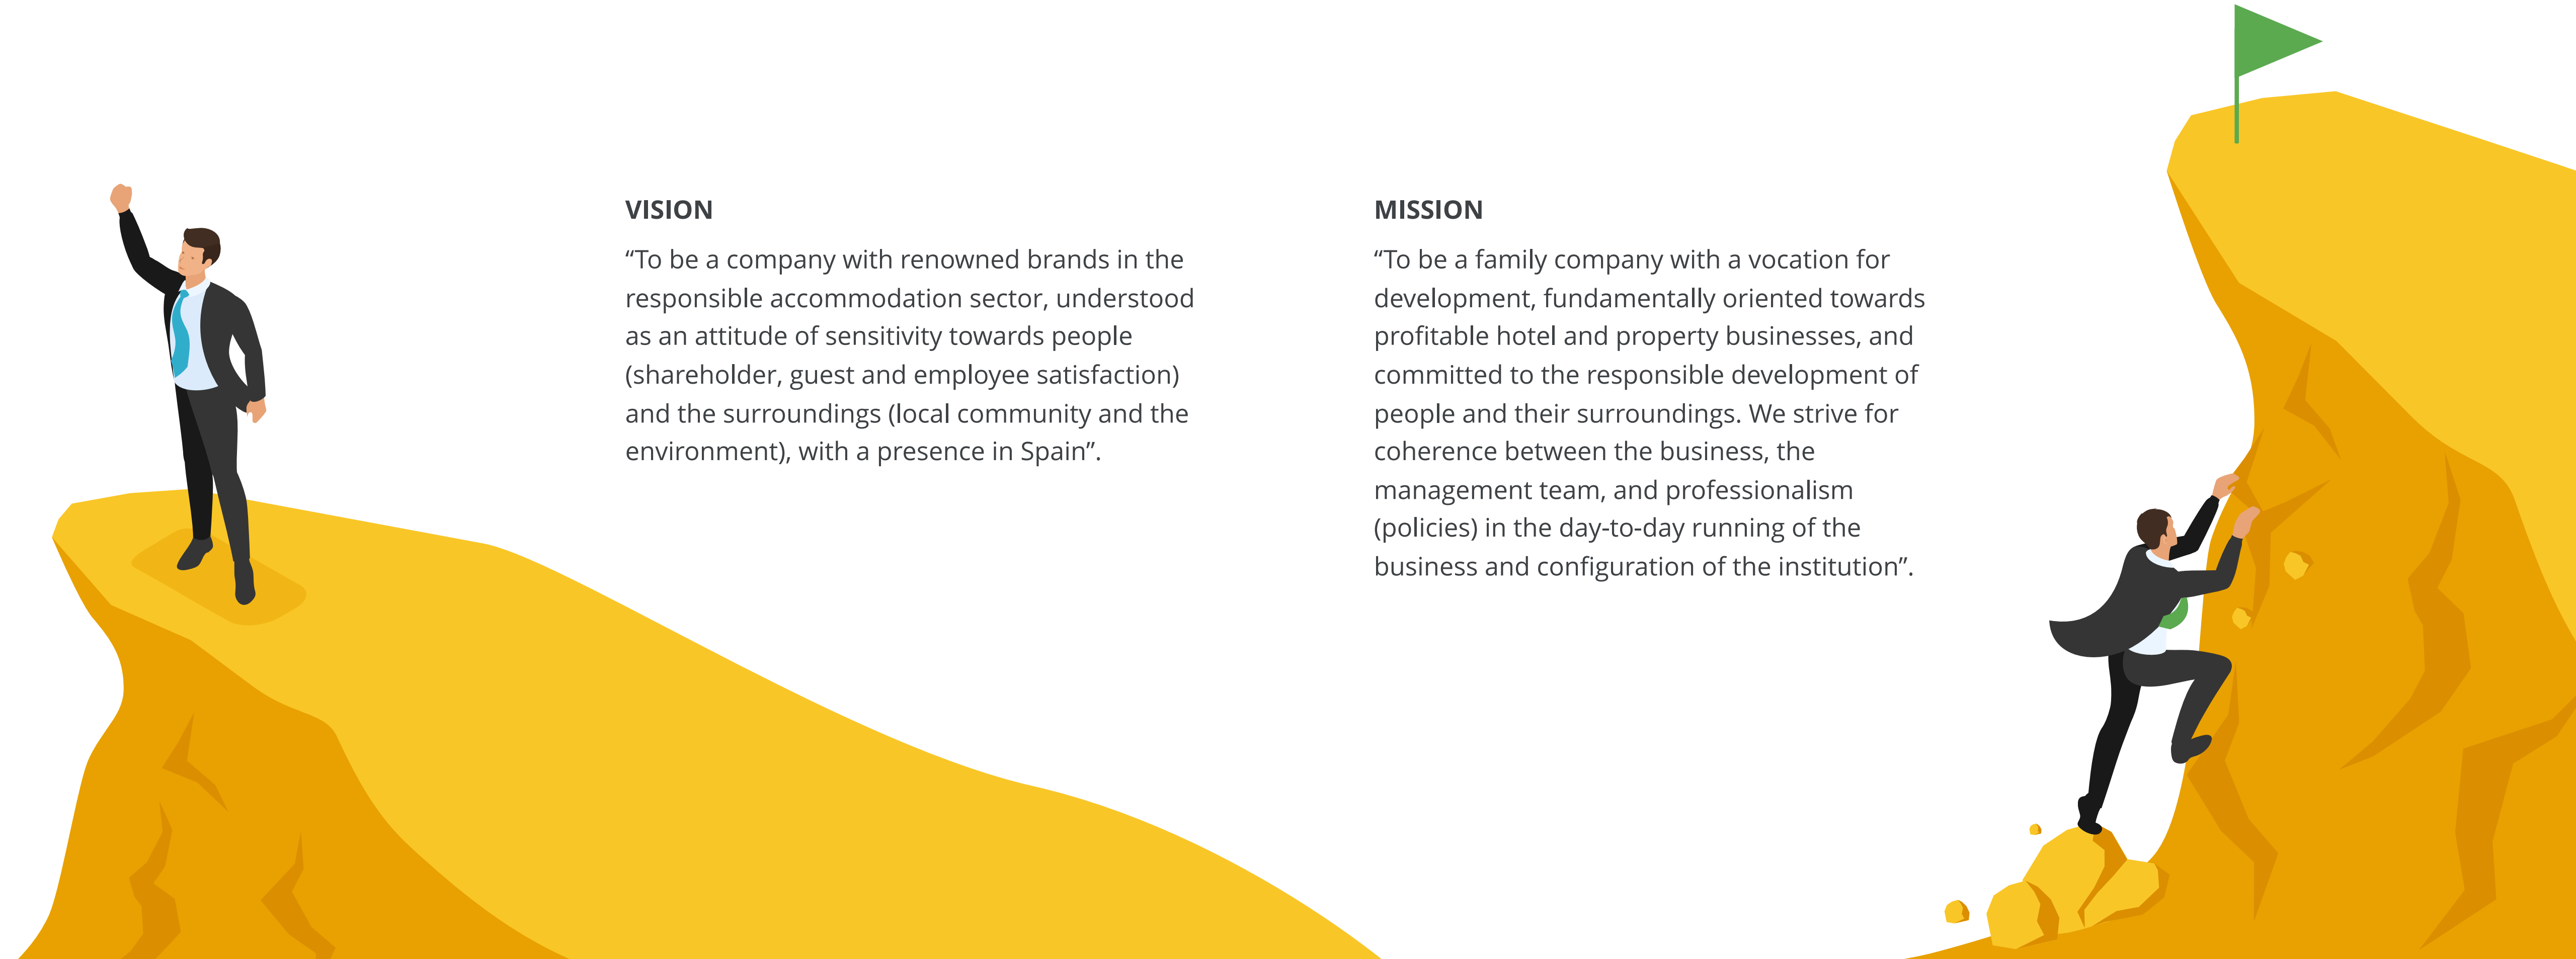 VISION
“To be a company with renowned brands in the
responsible accommodation sector, understood
as an attitude of sensitivity towards people
(shareholder, guest and employee satisfaction)
and the surroundings (local community and the
environment), with a presence in Spain”.
MISSION
“To be a family company with a vocation for
development, fundamentally oriented towards
profitable hotel and property businesses, and
committed to the responsible development of
people and their surroundings. We strive for
coherence between the business, the
management team, and professionalism
(policies) in the day-to-day running of the
business and configuration of the institution”.